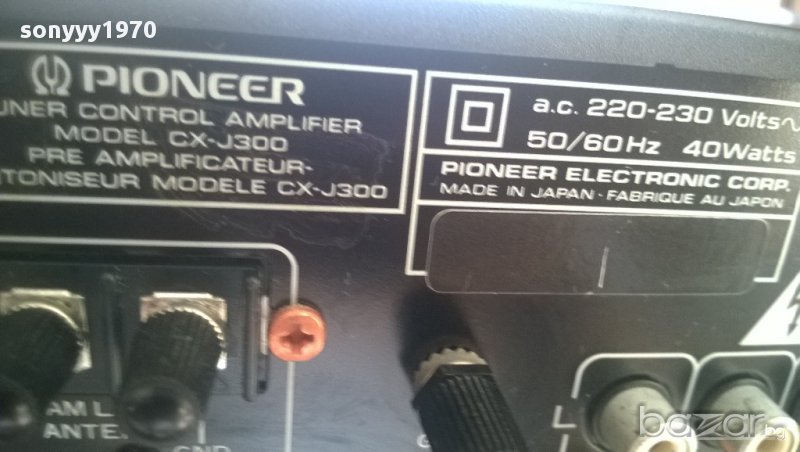 sonyyy1970
PIONEER
UNER CONTROL AMPLIFIER
MODEL CX-J300
PRE AMPLIFICATEUR-
NTONISEUR MODELE CX-J300
a.c. 220-230 Volts~
50/60Hz 40Watts
PIONEER ELECTRONIC CORP.
MADE IN JAPAN · FABRIQUE AU JAPON
AM L
ANTE.
GND
G
L
bazar.bg